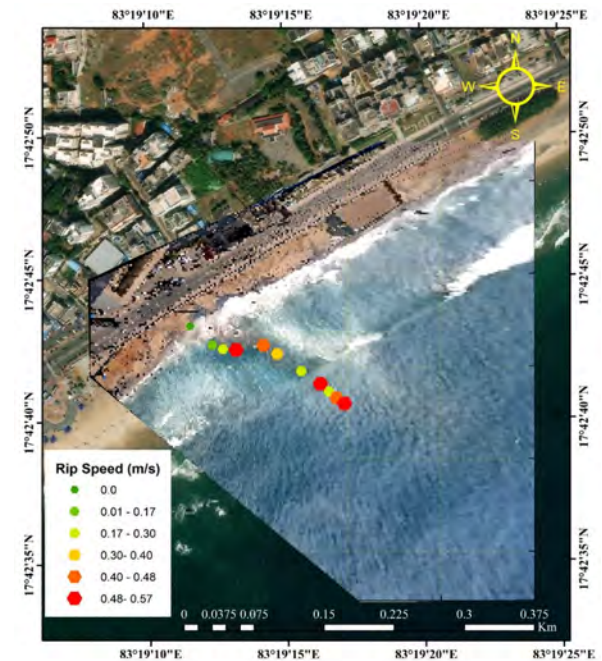 83°19'10"E 83°19'15"E 83°19'20"E 83°19'25"E
N
W E
S
17°42'50"N 17°42'50"N
17°42'45"N 17°42'45"N
17°42'40"N 17°42'40"N
17°42'35"N 17°42'35"N
Rip Speed (m/s)
0.0
0.01 - 0.17
0.17 - 0.30
0.30- 0.40
0.40 - 0.48
0.48- 0.57
0 0.0375 0.075 0.15 0.225 0.3 0.375
Km
83°19'10"E 83°19'15"E 83°19'20"E 83°19'25"E